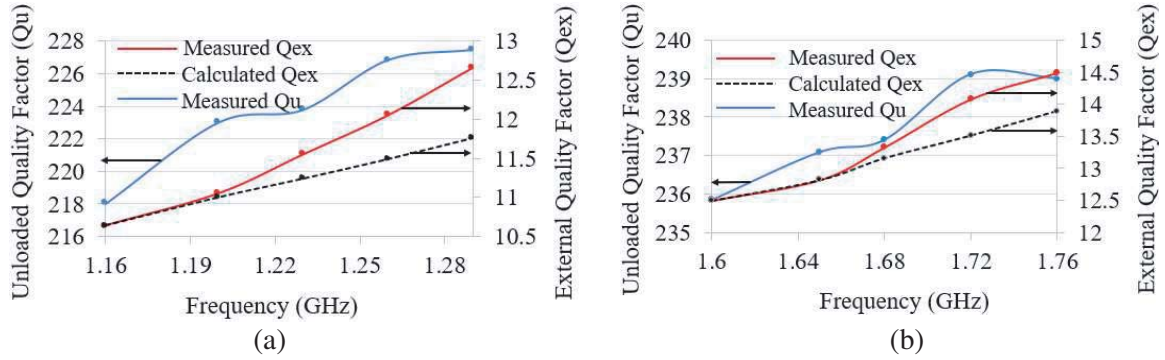 Unloaded Quality Factor (Qu)
228
226
224
222
220
218
216
Measured Qex
Calculated Qex
Measured Qu
13
12.5
12
11.5
11
10.5
External Quality Factor (Qex)
1.16
1.19
1.22
1.25
1.28
Frequency (GHz)
(a)
Unloaded Quality Factor (Qu)
240
239
238
237
236
235
Measured Qex
Calculated Qex
Measured Qu
15
14.5
14
13.5
13
12.5
12
External Quality Factor (Qex)
1.6
1.64
1.68
1.72
1.76
Frequency (GHz)
(b)